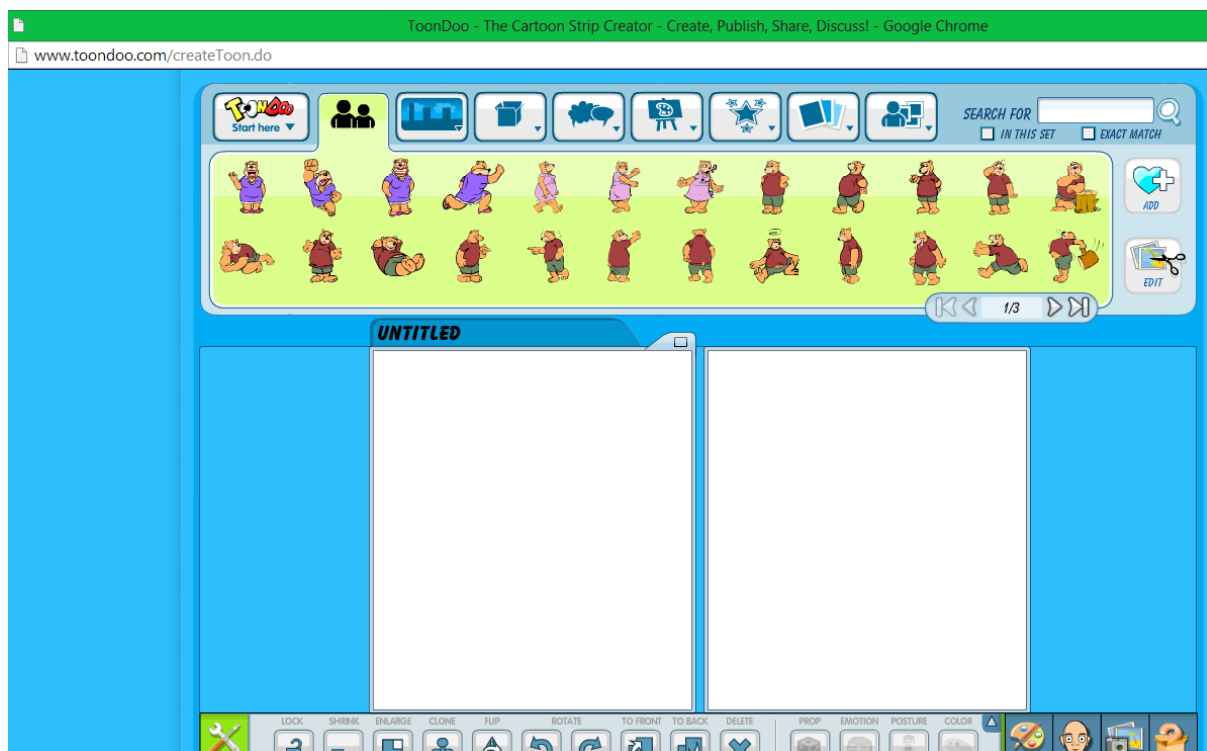 ToonDoo - The Cartoon Strip Creator - Create, Publish, Share, Discuss! - Google Chrome
www.toondoo.com/createToon.do
TOONDOO
Start here
SEARCH FOR
IN THIS SET EXACT MATCH
ADD
EDIT
1/3
UNTITLED
LOCK SHRINK ENLARGE CLONE FLIP ROTATE TO FRONT TO BACK DELETE PROP EMOTION POSTURE COLOR